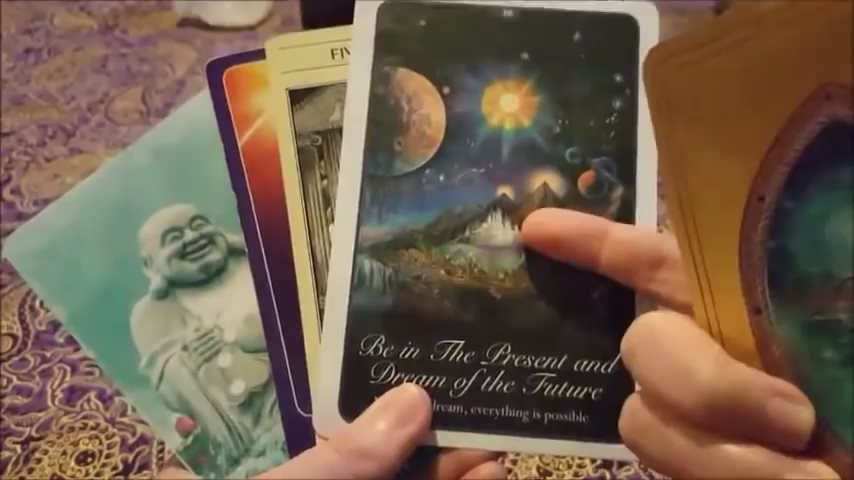 FIV
Be in The Present and
Dream of the Future
dream, everything is possible